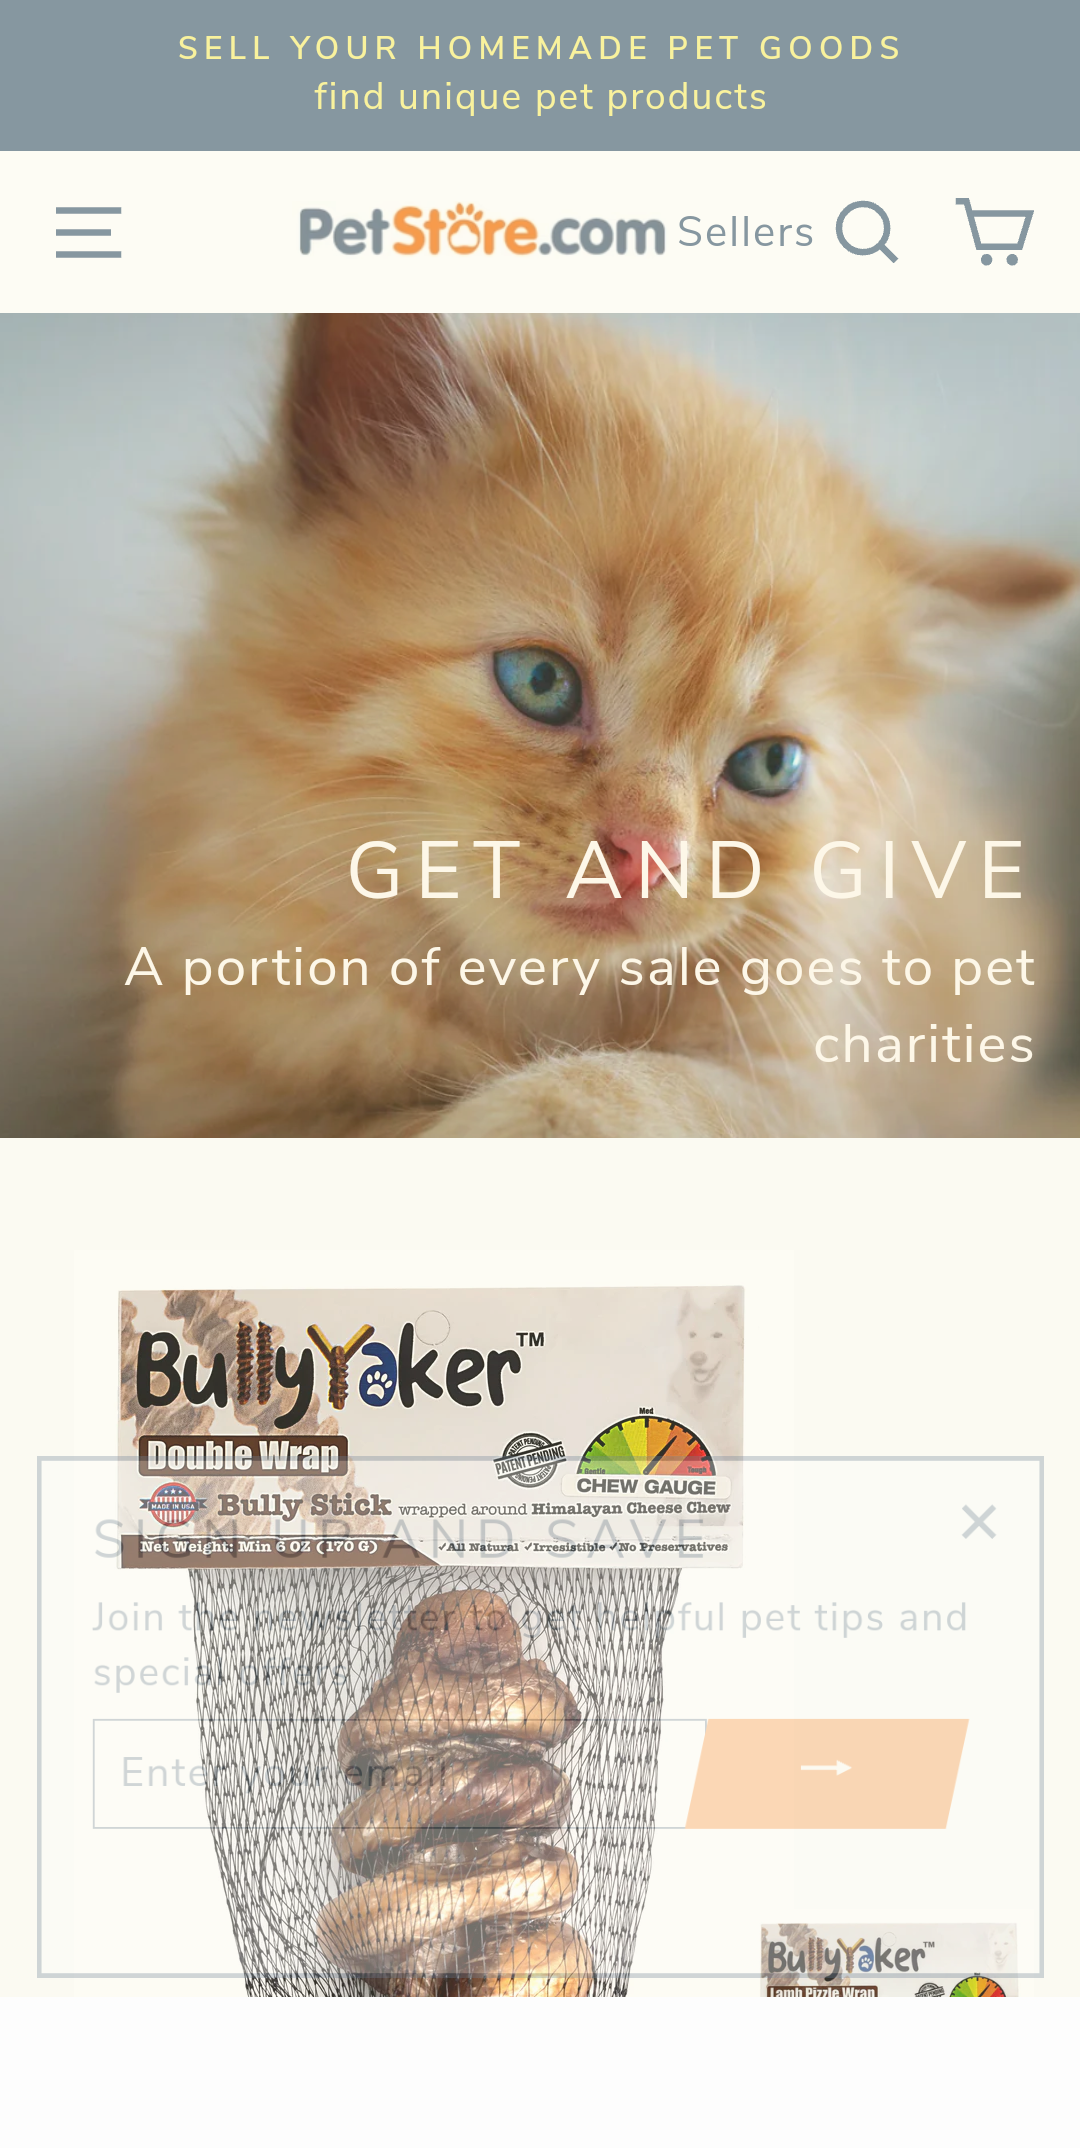 SELL YOUR HOMEMADE PET GOODS
find unique pet products
PetStore.com
Sellers
GET AND GIVE
A portion of every sale goes to pet
charities
BullyYaker™
Double Wrap
PATENT PENDING
Med
Gentle
Tough
CHEW GAUGE
MADE IN USA
Bully Stick wrapped around Himalayan Cheese Chew
Net Weight: Min 6 OZ (170 G)
✓All Natural ✓Irresistible ✓No Preservatives
SIGN UP AND SAVE
Join the newsletter to get helpful pet tips and
special offers
Enter your email
BullyYaker™
Lamb Pizzle Wrap